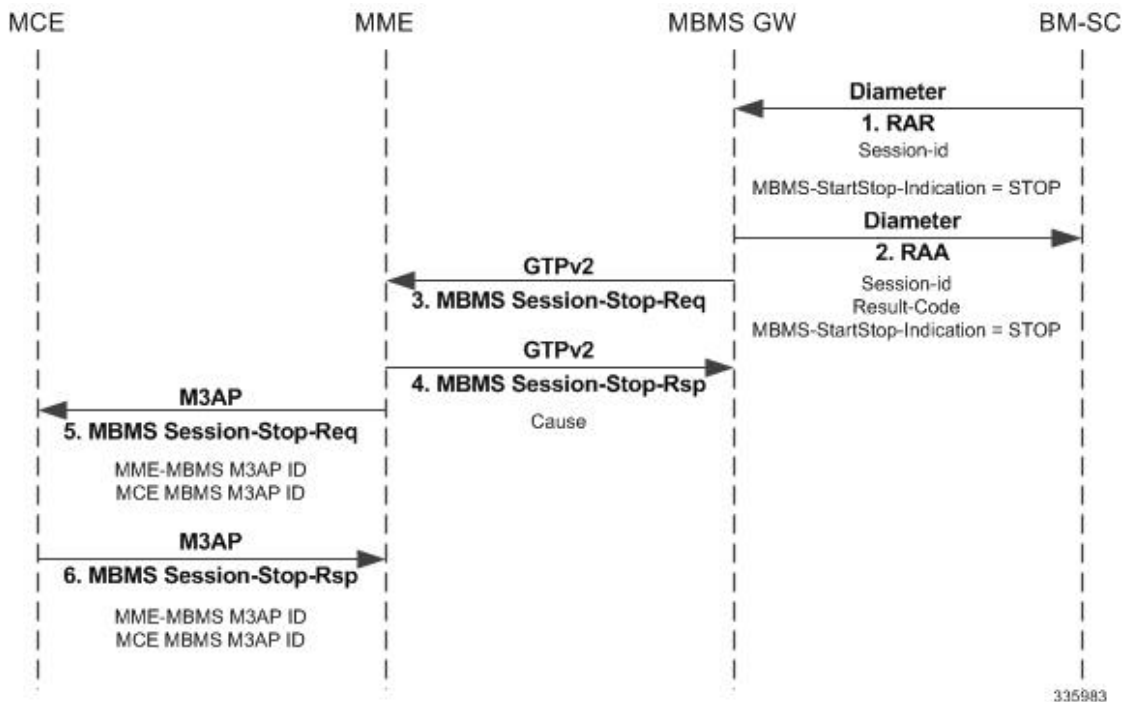 MCE
MME
MBMS GW
BM-SC
Diameter
1. RAR
Session-id
MBMS-StartStop-Indication = STOP
Diameter
2. RAA
Session-id
Result-Code
MBMS-StartStop-Indication = STOP
GTPv2
3. MBMS Session-Stop-Req
GTPv2
4. MBMS Session-Stop-Rsp
Cause
M3AP
5. MBMS Session-Stop-Req
MME-MBMS M3AP ID
MCE MBMS M3AP ID
M3AP
6. MBMS Session-Stop-Rsp
MME-MBMS M3AP ID
MCE MBMS M3AP ID
335983